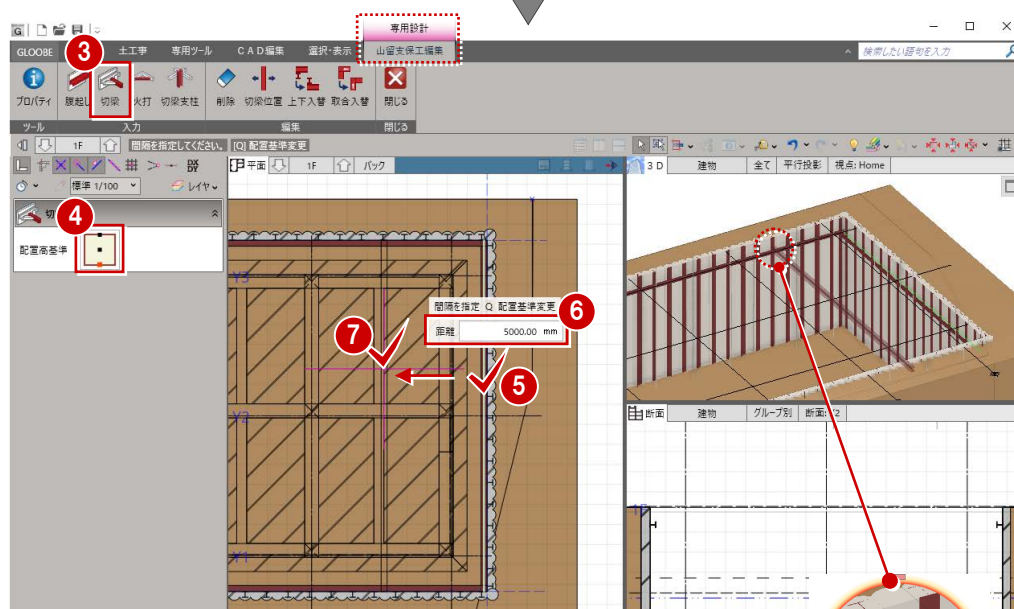 専用設計
GLOOBE 土工事 専用ツール CAD編集 選択・表示 山留支保工編集
検索したい語句を入力
3
プロパティ 腹起し 切梁 火打 切梁支柱 削除 切梁位置 上下入替 取合入替 閉じる
ツール 入力 編集 閉じる
1F 間隔を指定してください。 [Q] 配置基準変更
平面 1F バック
3D 建物 全て 平行投影 視点: Home
標準 1/100 レイヤ
切
4
配置高基準
Y3
間隔を指定 Q 配置基準変更
距離 5000.00 mm
6
7
5
Y2
断面 建物 グループ別 断面:Y2
Y1